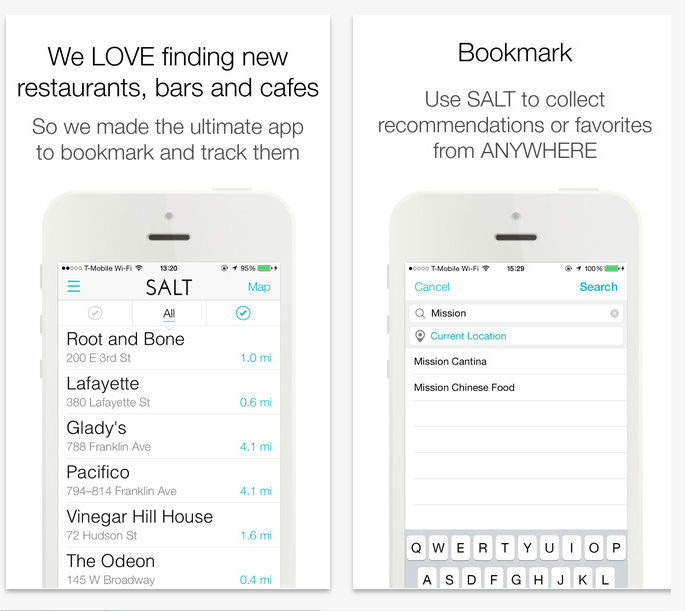 We LOVE finding new
restaurants, bars and cafes
So we made the ultimate app
to bookmark and track them
T-Mobile Wi-Fi 13:20 95%
SALT Map
All
Root and Bone
200 E 3rd St 1.0 mi
Lafayette
380 Lafayette St 0.6 mi
Glady's
788 Franklin Ave 4.1 mi
Pacifico
794–814 Franklin Ave 4.1 mi
Vinegar Hill House
72 Hudson St 1.6 mi
The Odeon
145 W Broadway 0.4 mi
Bookmark
Use SALT to collect
recommendations or favorites
from ANYWHERE
T-Mobile Wi-Fi 15:29 100%
Cancel Search
Mission
Current Location
Mission Cantina
Mission Chinese Food
Q W E R T Y U I O P
A S D F G H J K L